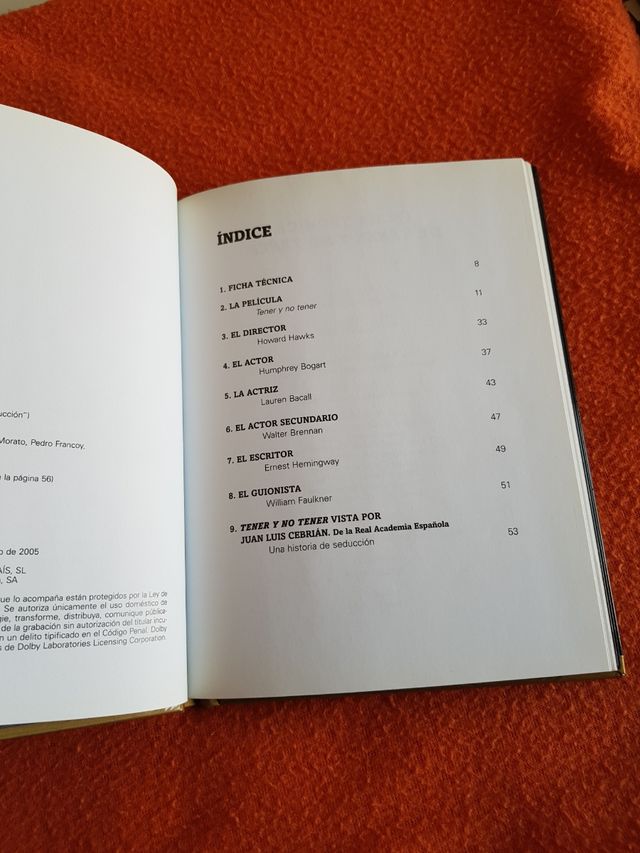 ucción")
Morato, Pedro Francoy,
la página 56)
o de 2005
AÍS, SL
, SA
que lo acompaña están protegidos por la Ley de
Se autoriza únicamente el uso doméstico de
gie, transforme, distribuya, comunique pública-
de la grabación sin autorización del titular incu-
n un delito tipificado en el Código Penal. Dolby
s de Dolby Laboratories Licensing Corporation.
ÍNDICE
1. FICHA TÉCNICA 8
2. LA PELÍCULA 11
Tener y no tener
3. EL DIRECTOR 33
Howard Hawks
4. EL ACTOR 37
Humphrey Bogart
5. LA ACTRIZ 43
Lauren Bacall
6. EL ACTOR SECUNDARIO 47
Walter Brennan
7. EL ESCRITOR 49
Ernest Hemingway
8. EL GUIONISTA 51
William Faulkner
9. TENER Y NO TENER VISTA POR
JUAN LUIS CEBRIÁN. De la Real Academia Española 53
Una historia de seducción